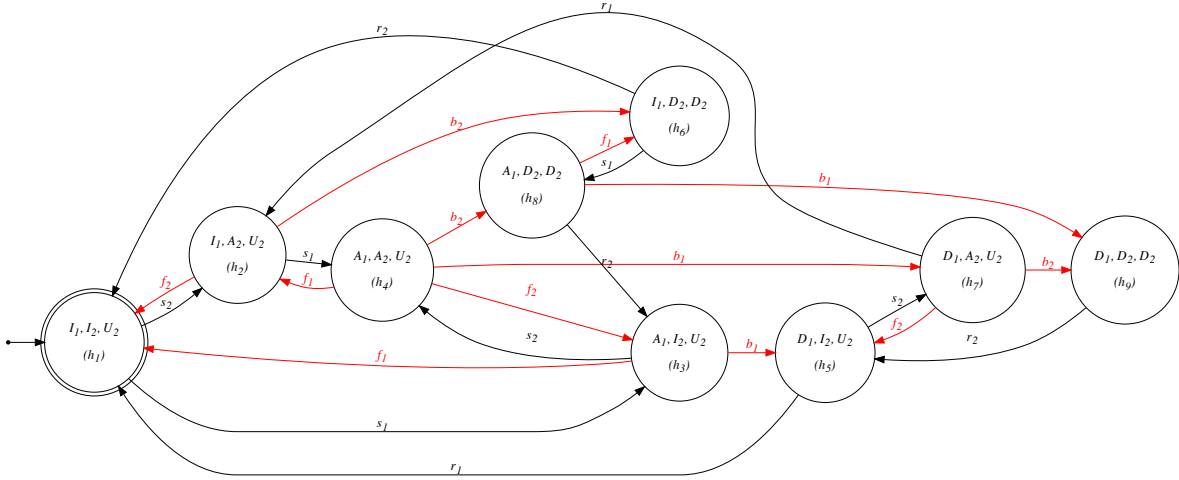 r₁
r₂
I₁, D₂, D₂
(h₆)
b₂
f₁
s₁
A₁, D₂, D₂
(h₈)
b₁
I₁, A₂, U₂
(h₂)
s₁
b₂
A₁, A₂, U₂
(h₄)
f₁
r₂
b₁
D₁, A₂, U₂
(h₇)
b₂
D₁, D₂, D₂
(h₉)
f₂
s₂
f₂
s₂
f₂
I₁, I₂, U₂
(h₁)
s₂
A₁, I₂, U₂
(h₃)
b₁
D₁, I₂, U₂
(h₅)
r₂
f₁
s₁
r₁